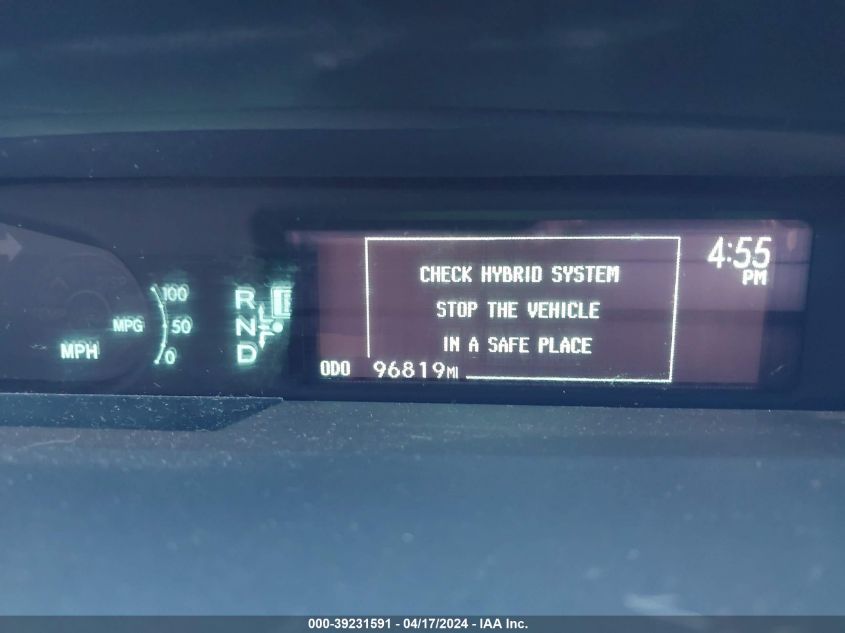 100
MPG 50
MPH
0
R
N
D
CHECK HYBRID SYSTEM
STOP THE VEHICLE
IN A SAFE PLACE
4:55
PM
ODO 96819MI
000-39231591 - 04/17/2024 - IAA Inc.